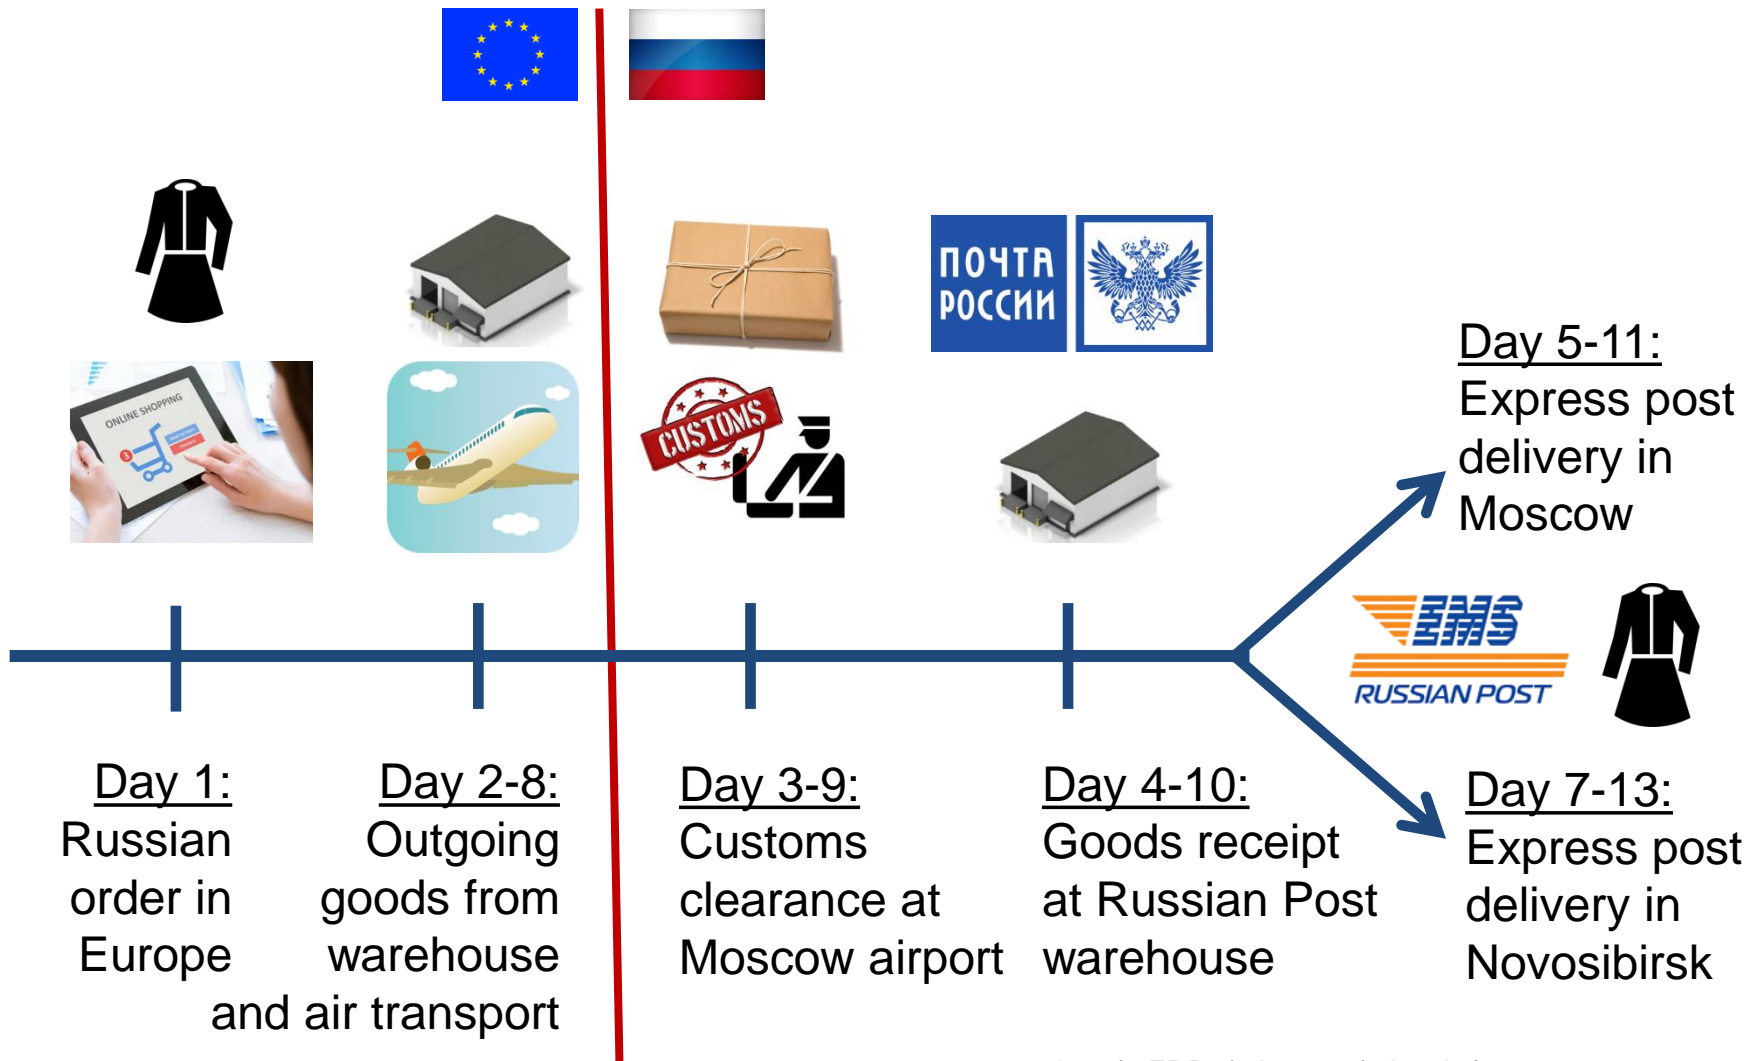 ONLINE SHOPPING
3
CUSTOMS
ПОЧТА
РОССИИ
Day 5-11:
Express post
delivery in
Moscow
EMS
RUSSIAN POST
Day 1:
Russian
order in
Europe
Day 2-8:
Outgoing
goods from
warehouse
and air transport
Day 3-9:
Customs
clearance at
Moscow airport
Day 4-10:
Goods receipt
at Russian Post
warehouse
Day 7-13:
Express post
delivery in
Novosibirsk